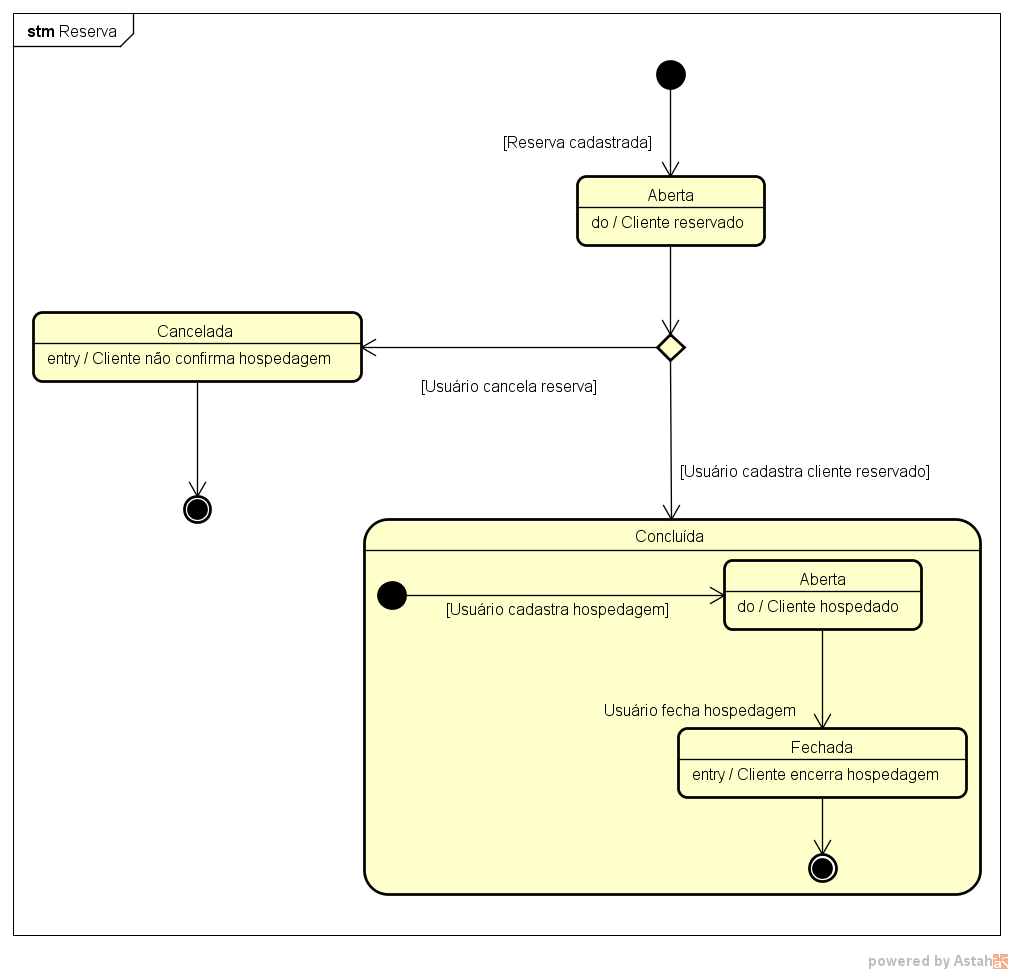 stm Reserva
[Reserva cadastrada]
Aberta
do / Cliente reservado
Cancelada
entry / Cliente não confirma hospedagem
[Usuário cancela reserva]
[Usuário cadastra cliente reservado]
Concluída
Aberta
do / Cliente hospedado
[Usuário cadastra hospedagem]
Usuário fecha hospedagem
Fechada
entry / Cliente encerra hospedagem
powered by Astah